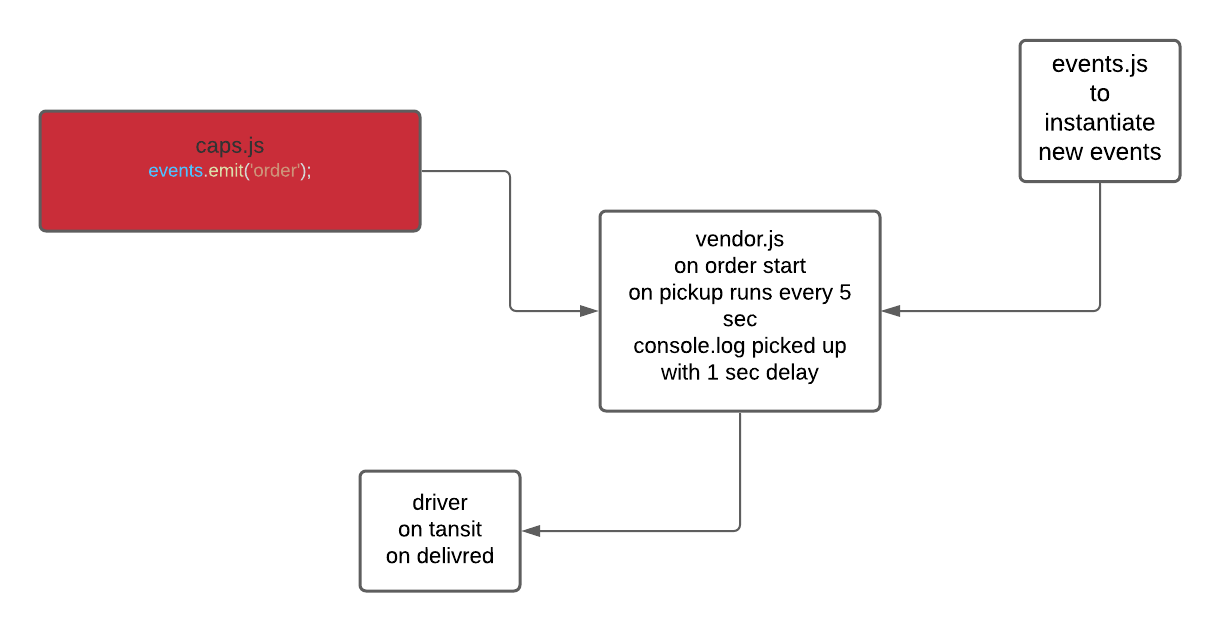 caps.js
events.emit('order');
events.js
to
instantiate
new events
vendor.js
on order start
on pickup runs every 5
sec
console.log picked up
with 1 sec delay
driver
on tansit
on delivred